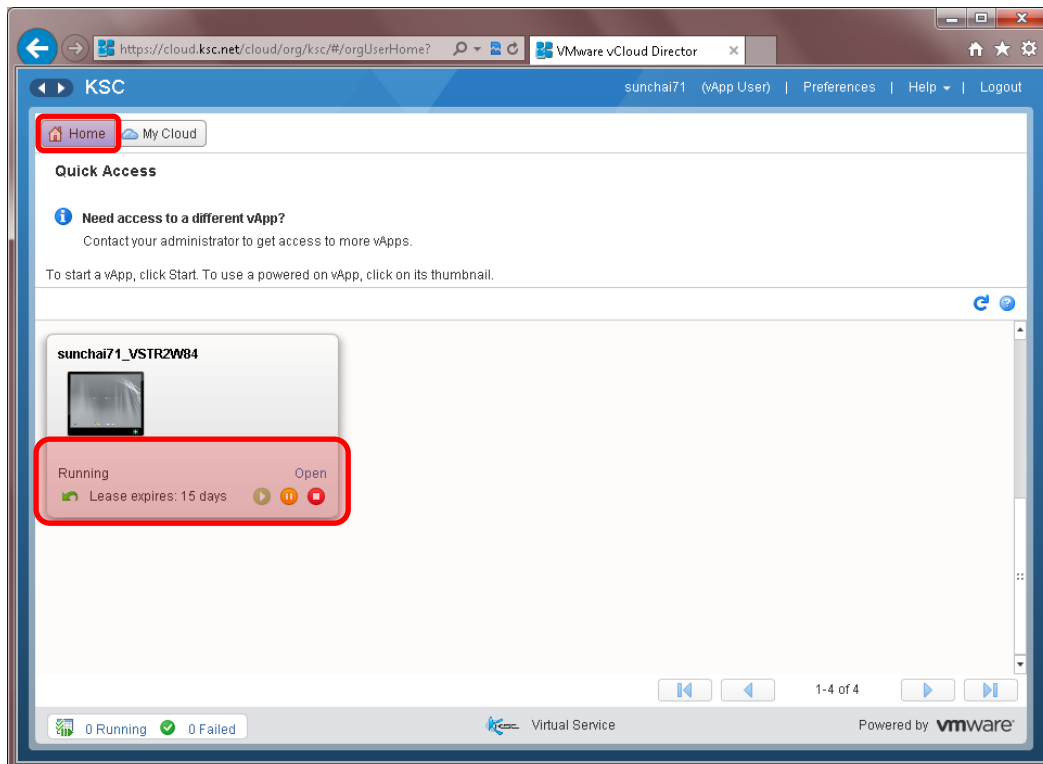 https://cloud.ksc.net/cloud/org/ksc/#/orgUserHome?
VMware vCloud Director
KSC
sunchai71 (vApp User) | Preferences | Help | Logout
Home
My Cloud
Quick Access
Need access to a different vApp?
Contact your administrator to get access to more vApps.
To start a vApp, click Start. To use a powered on vApp, click on its thumbnail.
sunchai71_VSTR2W84
Running Open
Lease expires: 15 days
1-4 of 4
0 Running 0 Failed
KSC Virtual Service
Powered by vmware